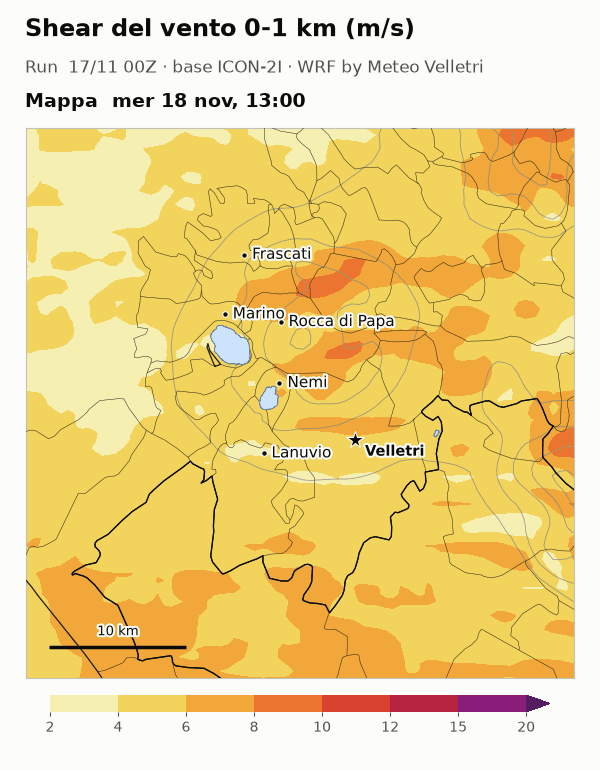 Shear del vento 0-1 km (m/s)
Run  17/11 00Z · base ICON-2I · WRF by Meteo Velletri
Mappa  mer 18 nov, 13:00
Frascati
Marino
Rocca di Papa
Nemi
Velletri
Lanuvio
10 km
2 4 6 8 10 12 15 20